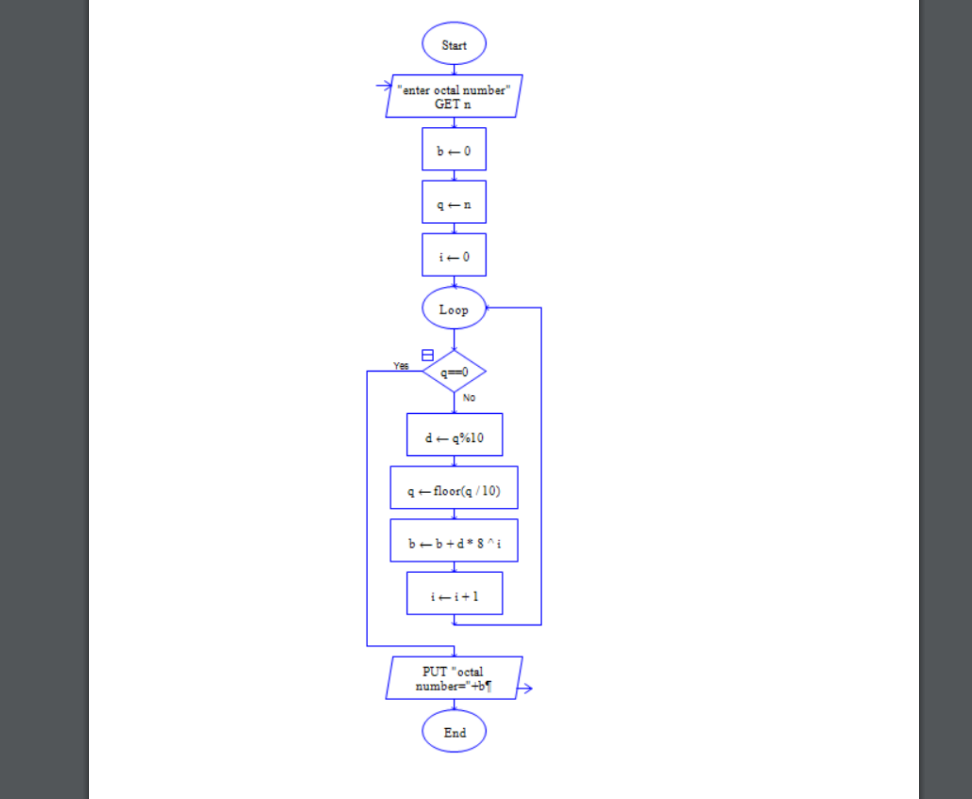 Start
"enter octal number"
GET n
b ← 0
q ← n
i ← 0
Loop
Yes
q==0
No
d ← q%10
q ← floor(q / 10)
b ← b + d * 8 ^ i
i ← i + 1
PUT "octal
number="+b¶
End